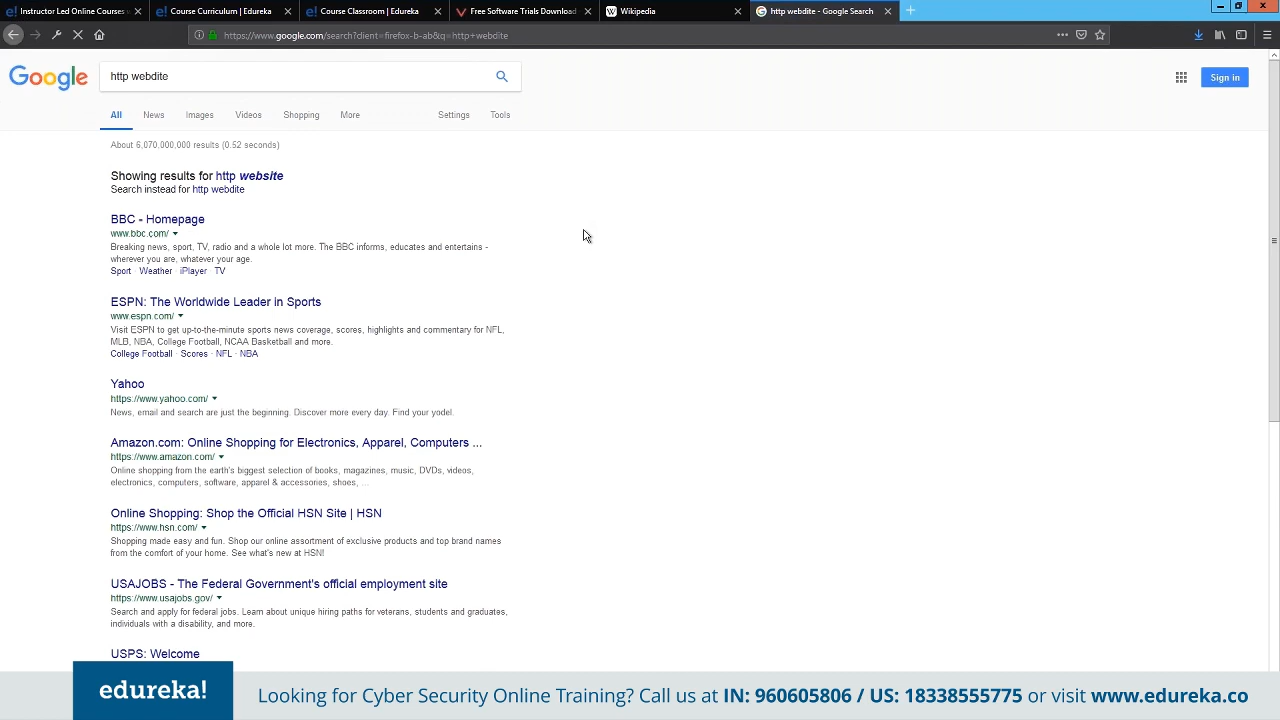 Instructor Led Online Courses w
Course Curriculum | Edureka
Course Classroom | Edureka
Free Software Trials Download
Wikipedia
http webdite - Google Search
https://www.google.com/search?client=firefox-b-ab&q=http+webdite
Google
http webdite
Sign in
All
News
Images
Videos
Shopping
More
Settings
Tools
About 6,070,000,000 results (0.52 seconds)
Showing results for http website
Search instead for http webdite
BBC - Homepage
www.bbc.com/
Breaking news, sport, TV, radio and a whole lot more. The BBC informs, educates and entertains -
wherever you are, whatever your age.
Sport · Weather · iPlayer · TV
ESPN: The Worldwide Leader in Sports
www.espn.com/
Visit ESPN to get up-to-the-minute sports news coverage, scores, highlights and commentary for NFL,
MLB, NBA, College Football, NCAA Basketball and more.
College Football · Scores · NFL · NBA
Yahoo
https://www.yahoo.com/
News, email and search are just the beginning. Discover more every day. Find your yodel.
Amazon.com: Online Shopping for Electronics, Apparel, Computers ...
https://www.amazon.com/
Online shopping from the earth's biggest selection of books, magazines, music, DVDs, videos,
electronics, computers, software, apparel & accessories, shoes, ...
Online Shopping: Shop the Official HSN Site | HSN
https://www.hsn.com/
Shopping made easy and fun. Shop our online assortment of exclusive products and top brand names
from the comfort of your home. See what's new at HSN!
USAJOBS - The Federal Government's official employment site
https://www.usajobs.gov/
Search and apply for federal jobs. Learn about unique hiring paths for veterans, students and graduates,
individuals with a disability, and more.
USPS: Welcome
edureka!
Looking for Cyber Security Online Training? Call us at IN: 960605806 / US: 18338555775 or visit www.edureka.co